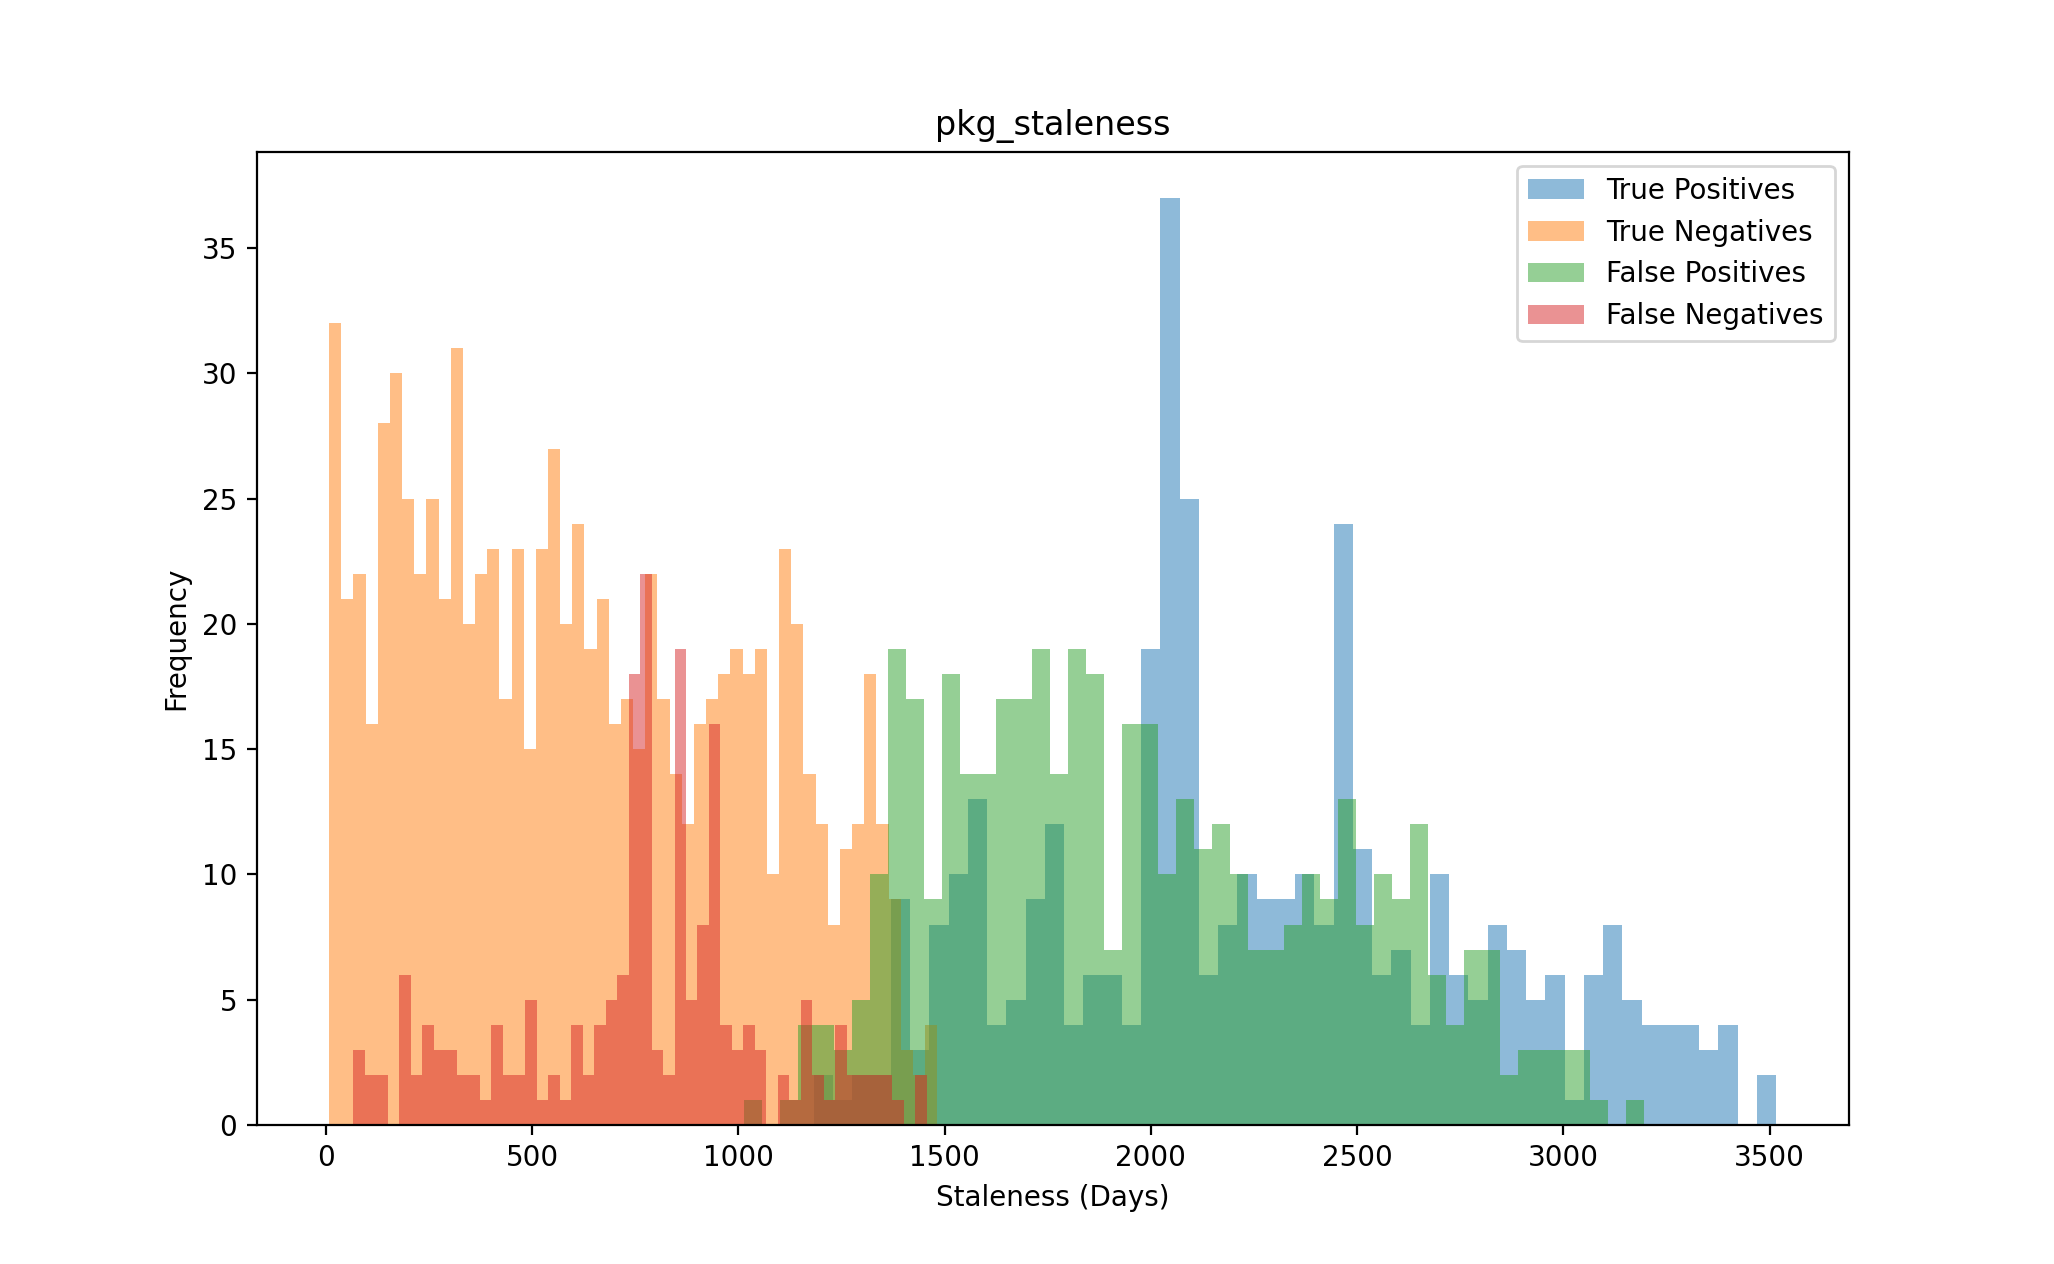 pkg_staleness
True Positives
True Negatives
False Positives
False Negatives
Frequency
35
30
25
20
15
10
5
0
0 500 1000 1500 2000 2500 3000 3500
Staleness (Days)